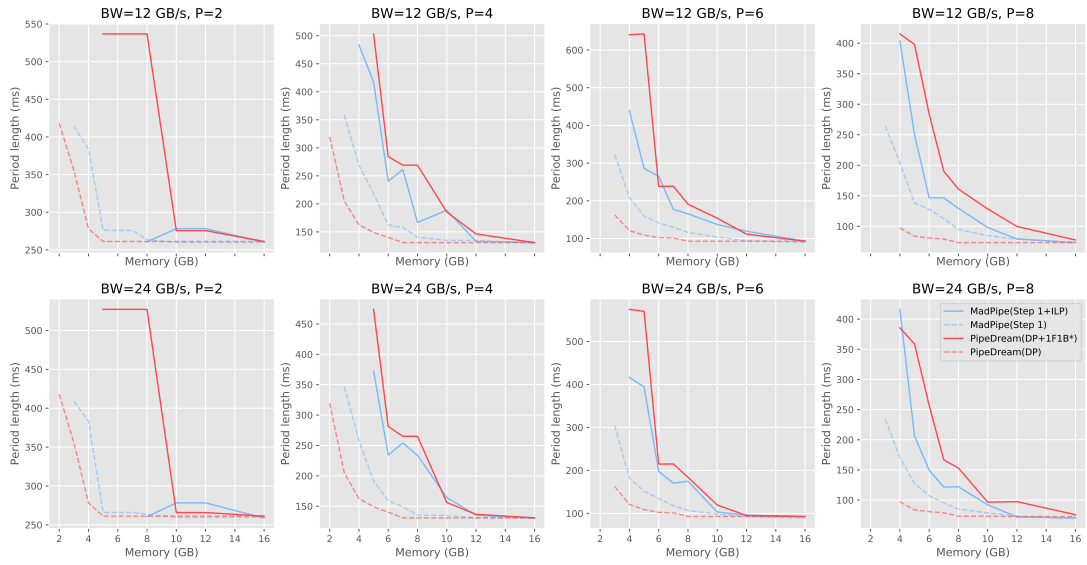 BW=12 GB/s, P=2
BW=12 GB/s, P=4
BW=12 GB/s, P=6
BW=12 GB/s, P=8
Period length (ms)
550
500
450
400
350
300
250
Memory (GB)
Period length (ms)
500
450
400
350
300
250
200
150
Memory (GB)
Period length (ms)
600
500
400
300
200
100
Memory (GB)
Period length (ms)
400
350
300
250
200
150
100
Memory (GB)
BW=24 GB/s, P=2
BW=24 GB/s, P=4
BW=24 GB/s, P=6
BW=24 GB/s, P=8
Period length (ms)
500
450
400
350
300
250
2 4 6 8 10 12 14 16
Memory (GB)
Period length (ms)
450
400
350
300
250
200
150
2 4 6 8 10 12 14 16
Memory (GB)
Period length (ms)
500
400
300
200
100
2 4 6 8 10 12 14 16
Memory (GB)
Period length (ms)
400
350
300
250
200
150
100
2 4 6 8 10 12 14 16
Memory (GB)
MadPipe(Step 1+ILP)
MadPipe(Step 1)
PipeDream(DP+1F1B*)
PipeDream(DP)